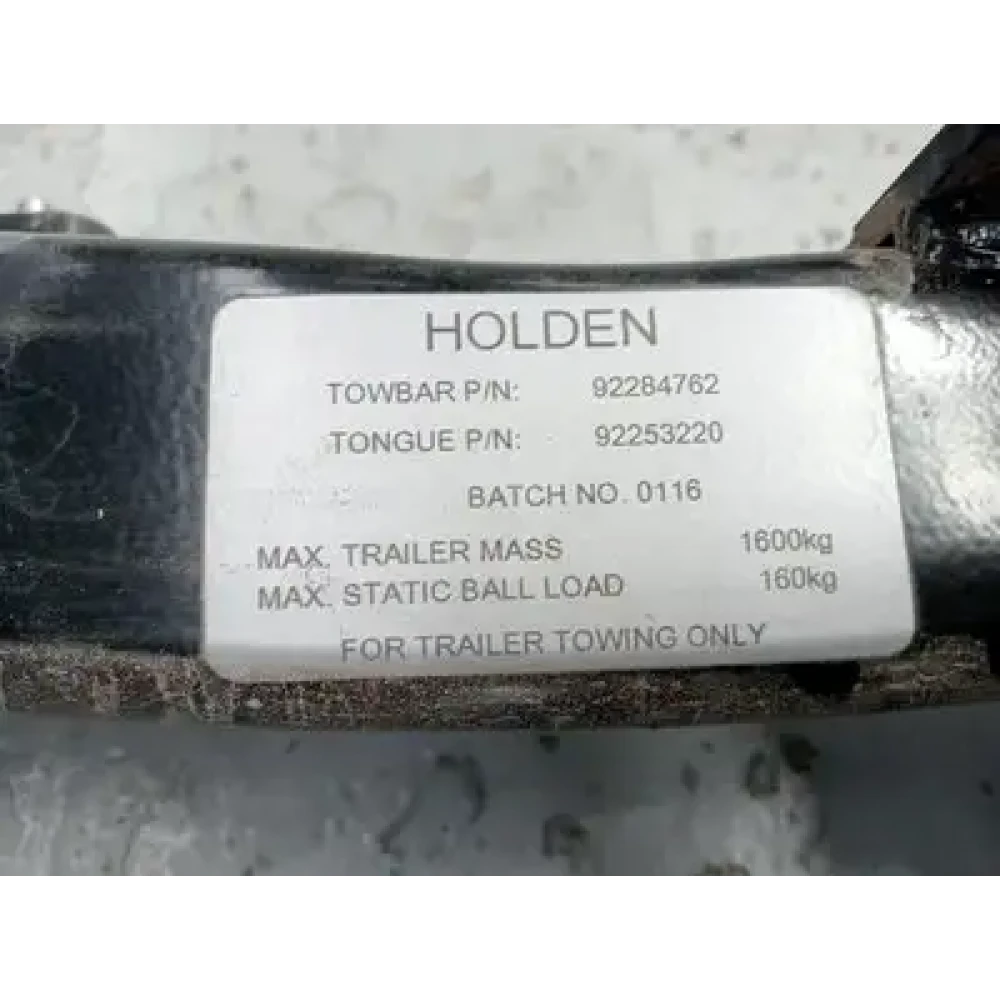 HOLDEN
TOWBAR P/N: 92284762
TONGUE P/N: 92253220
BATCH NO. 0116
MAX. TRAILER MASS 1600kg
MAX. STATIC BALL LOAD 160kg
FOR TRAILER TOWING ONLY